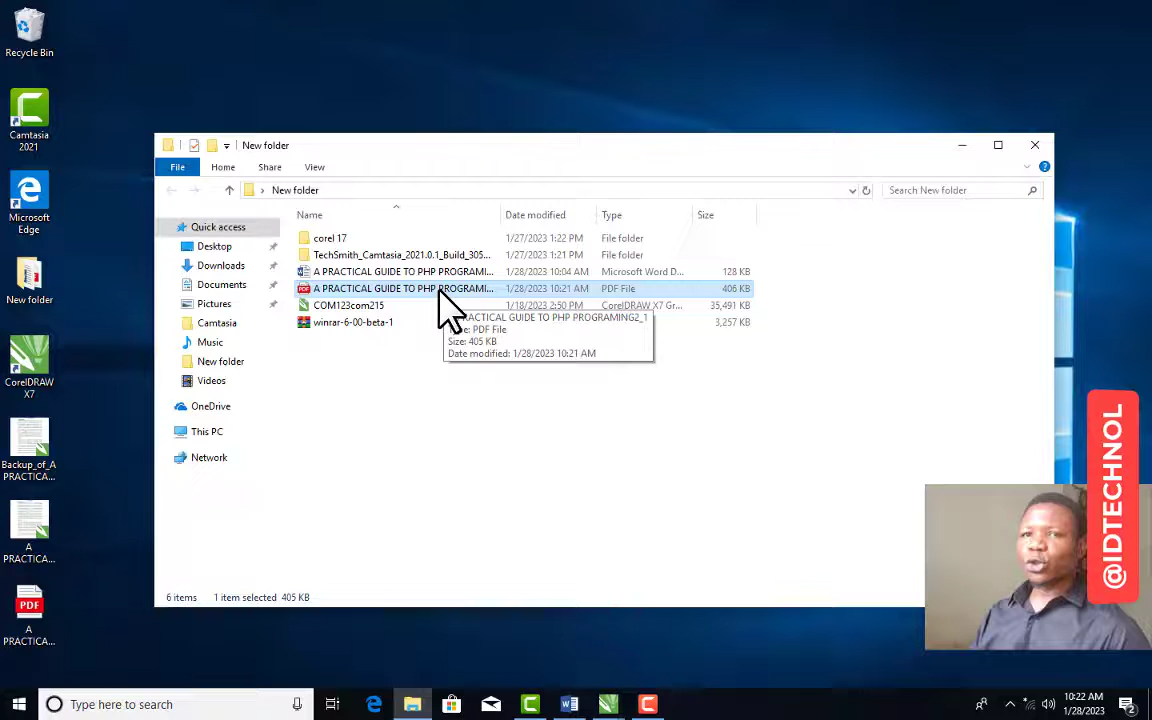 Recycle Bin
Camtasia
2021
Microsoft
Edge
New folder
CorelDRAW
X7
Backup_of_A
PRACTICA...
A
PRACTICA...
PDF
A
PRACTICA...
New folder
File
Home
Share
View
New folder
Search New folder
Quick access
Desktop
Downloads
Documents
Pictures
Camtasia
Music
New folder
Videos
OneDrive
This PC
Network
Name
Date modified
Type
Size
corel 17
1/27/2023 1:22 PM
File folder
TechSmith_Camtasia_2021.0.1_Build_305...
1/27/2023 1:21 PM
File folder
A PRACTICAL GUIDE TO PHP PROGRAMI...
1/28/2023 10:04 AM
Microsoft Word D...
128 KB
A PRACTICAL GUIDE TO PHP PROGRAMI...
1/28/2023 10:21 AM
PDF File
406 KB
COM123com215
1/18/2023 2:50 PM
CorelDRAW X7 Gr...
35,491 KB
winrar-6-00-beta-1
3,257 KB
GUIDE TO PHP PROGRAMING2_1
PDF File
Size: 405 KB
Date modified: 1/28/2023 10:21 AM
6 items
1 item selected 405 KB
@IDTECHNOL
Type here to search
10:22 AM
1/28/2023
2